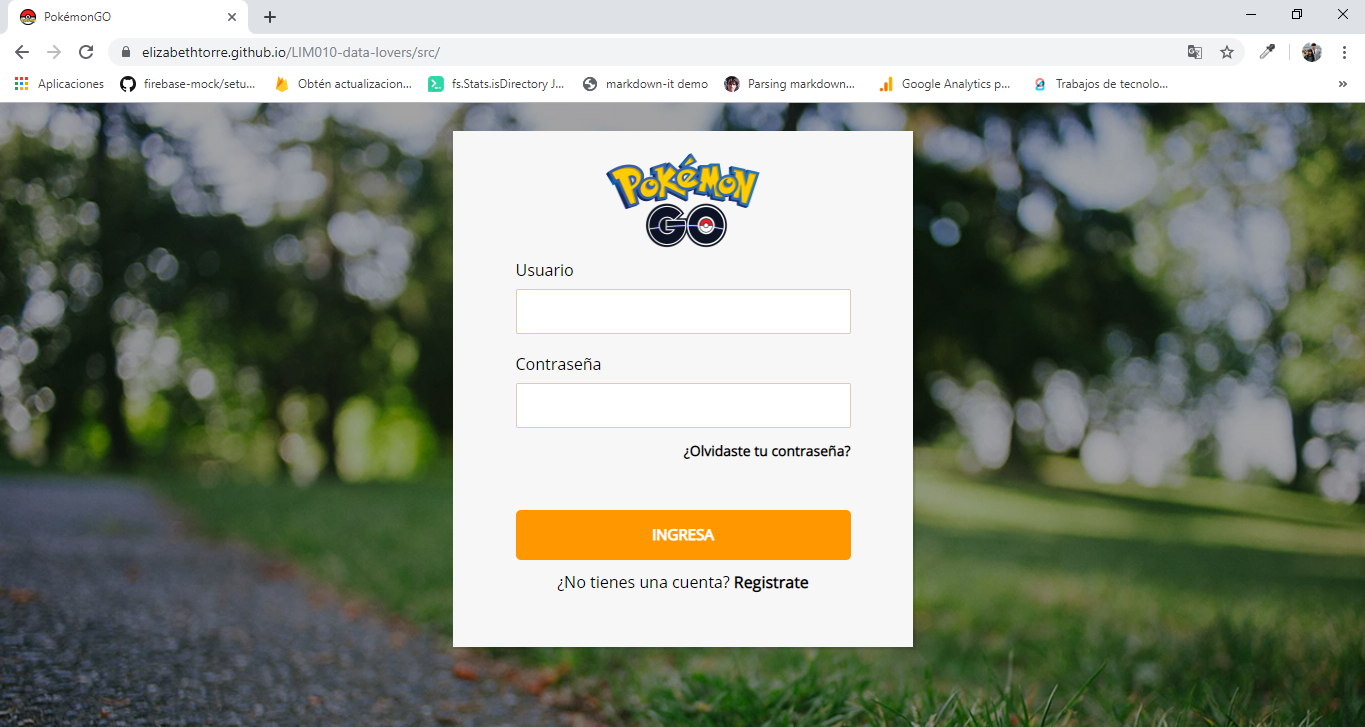 PokémonGO
elizabethtorre.github.io/LIM010-data-lovers/src/
Aplicaciones firebase-mock/setu... Obtén actualizacion... fs.Stats.isDirectory J... markdown-it demo Parsing markdown... Google Analytics p... Trabajos de tecnolo... »
POKéMON
GO
Usuario
Contraseña
¿Olvidaste tu contraseña?
INGRESA
¿No tienes una cuenta? Registrate